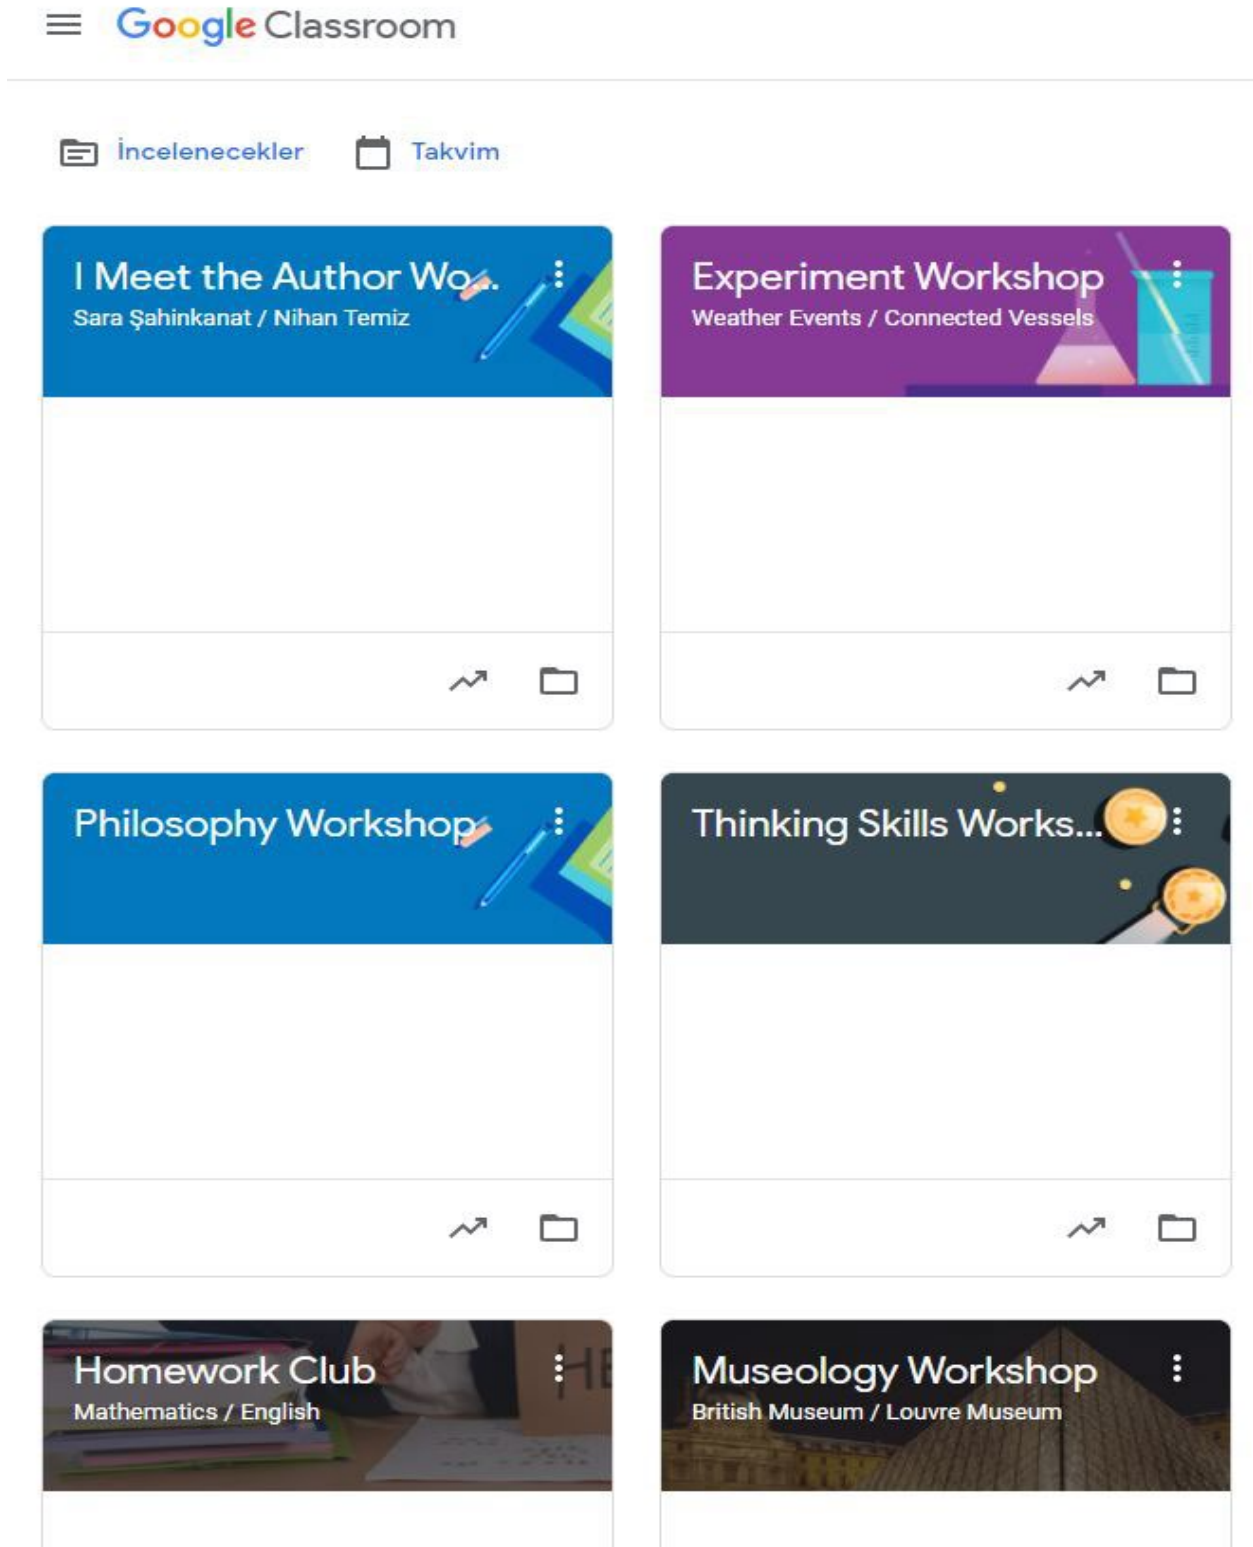 Google Classroom
İncelenecekler Takvim
I Meet the Author Wo...
Sara Şahinkanat / Nihan Temiz
Experiment Workshop
Weather Events / Connected Vessels
Philosophy Workshop
Thinking Skills Works...
Homework Club
Mathematics / English
Museology Workshop
British Museum / Louvre Museum